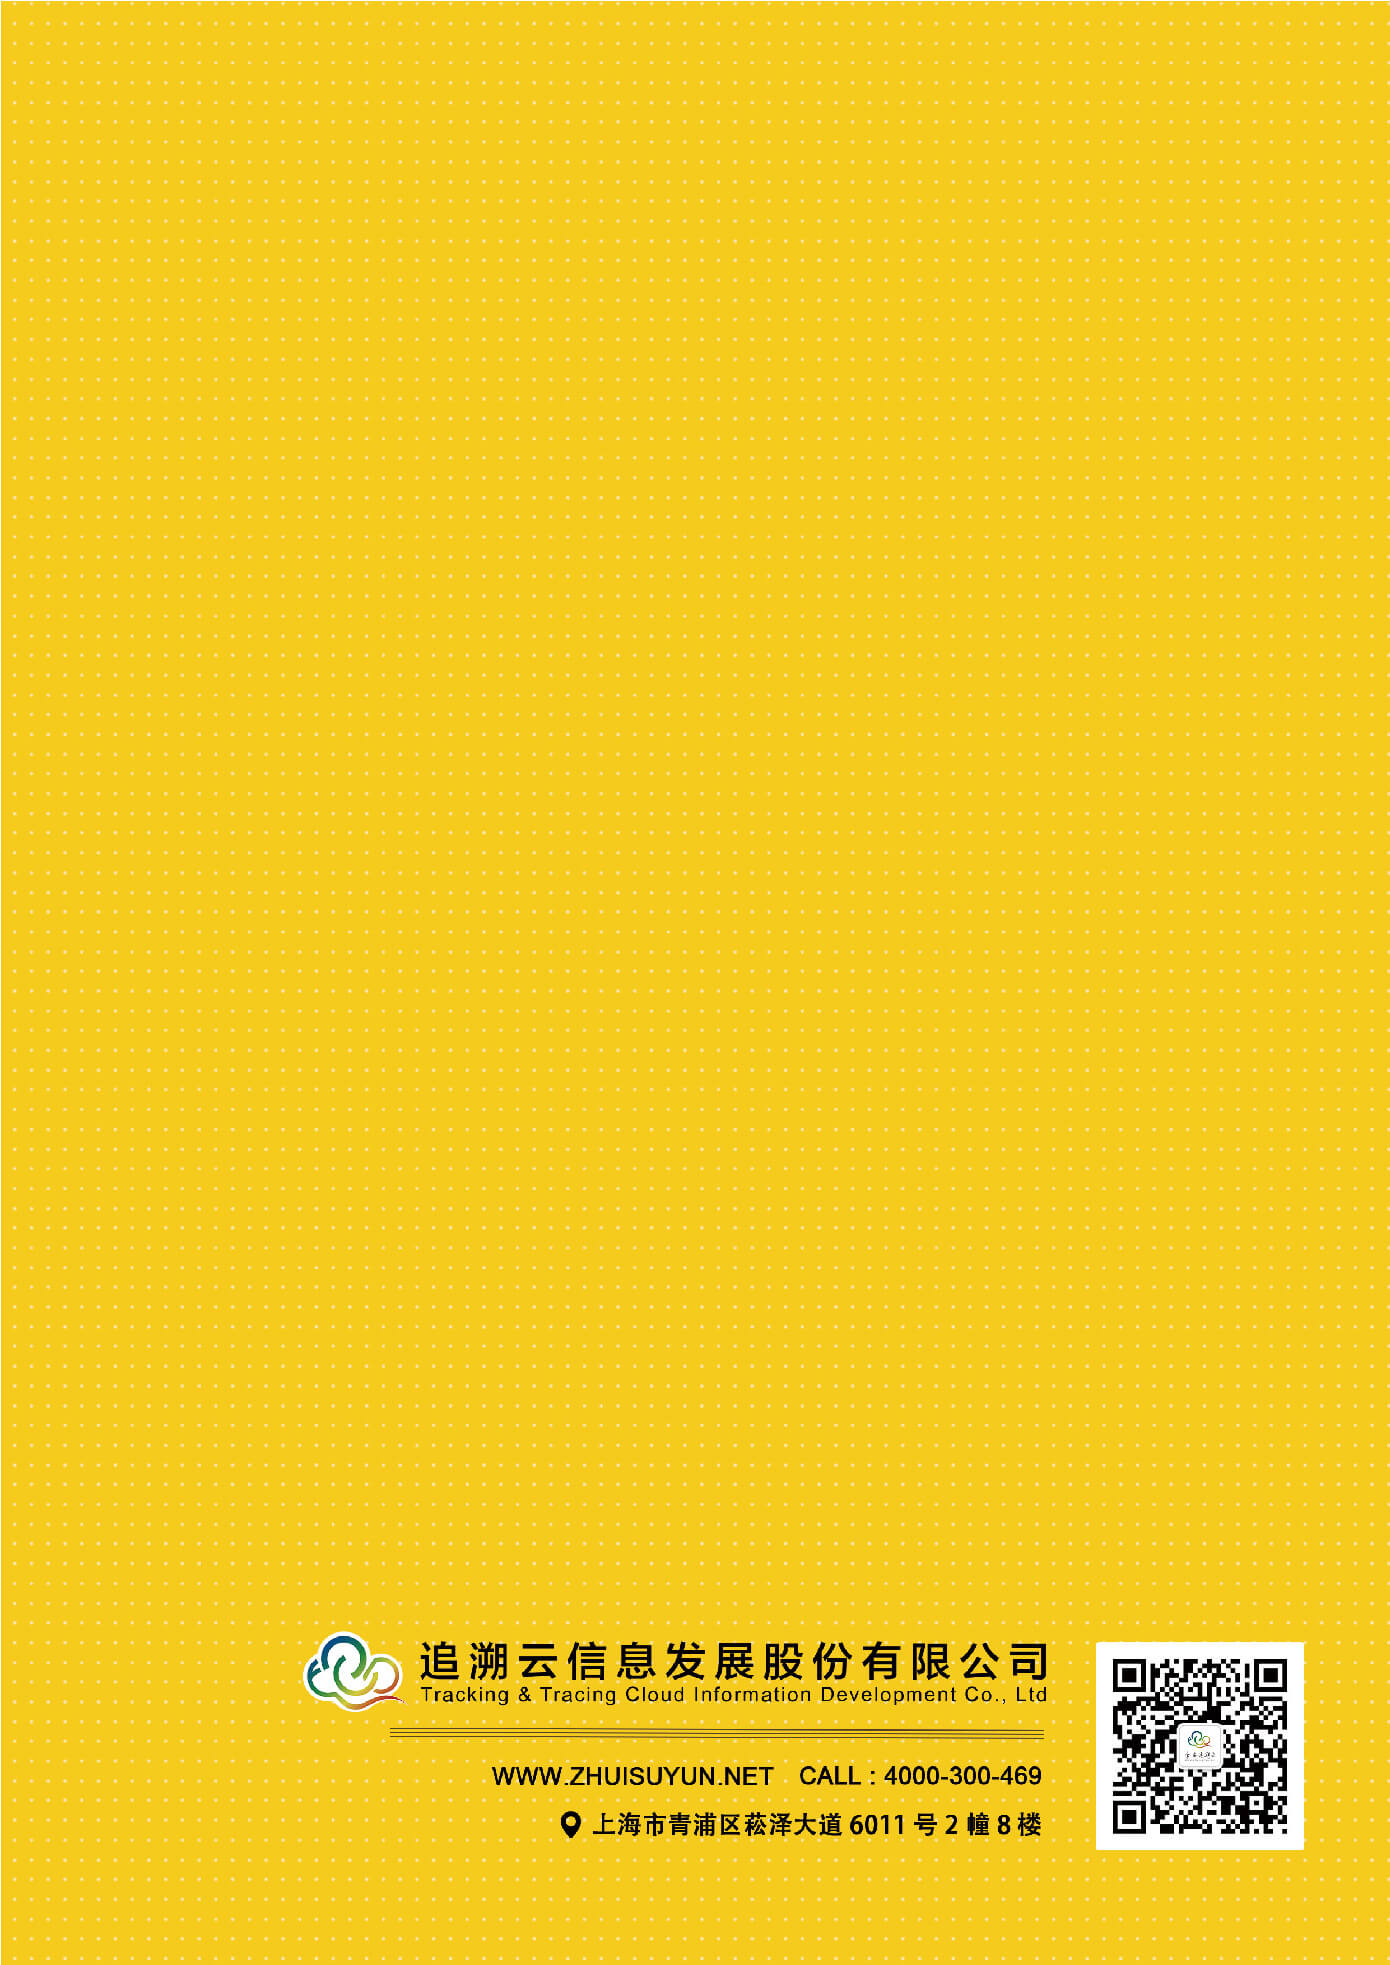 追溯云信息发展股份有限公司
Tracking & Tracing Cloud Information Development Co., Ltd
WWW.ZHUISUYUN.NET CALL : 4000-300-469
上海市青浦区菘泽大道 6011 号 2 幢 8 楼